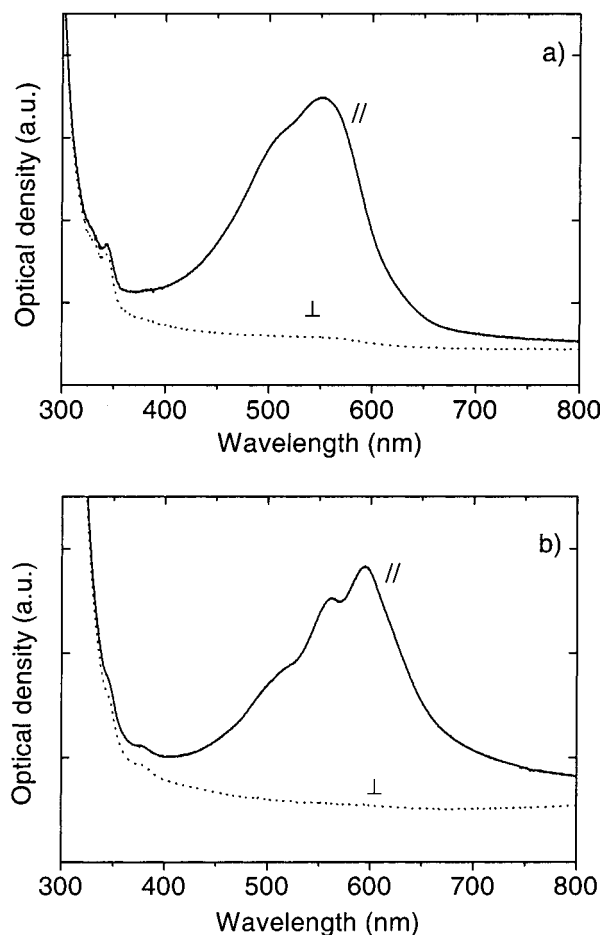 a)
//
⊥
Optical density (a.u.)
300 400 500 600 700 800
Wavelength (nm)
b)
//
⊥
Optical density (a.u.)
300 400 500 600 700 800
Wavelength (nm)